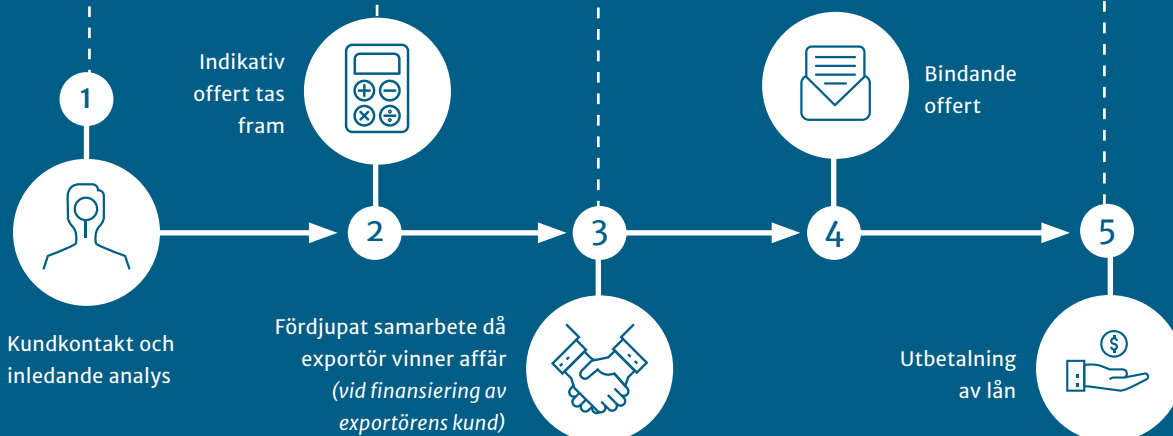 1
Kundkontakt och
inledande analys
Indikativ
offert tas
fram
2
3
Fördjupat samarbete då
exportör vinner affär
(vid finansiering av
exportörens kund)
4
Bindande
offert
5
Utbetalning
av lån
$